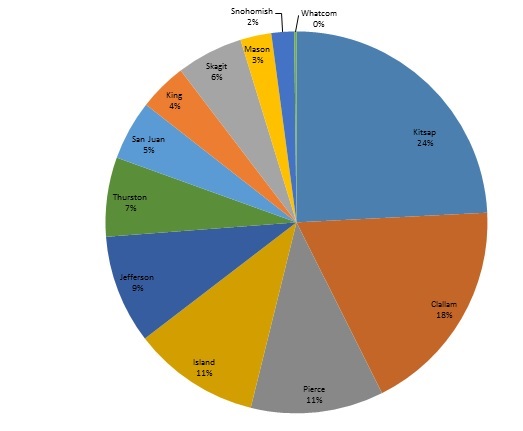 Snohomish
2%
Whatcom
0%
Kitsap
24%
Clallam
18%
Pierce
11%
Island
11%
Jefferson
9%
Thurston
7%
San Juan
5%
King
4%
Skagit
6%
Mason
3%